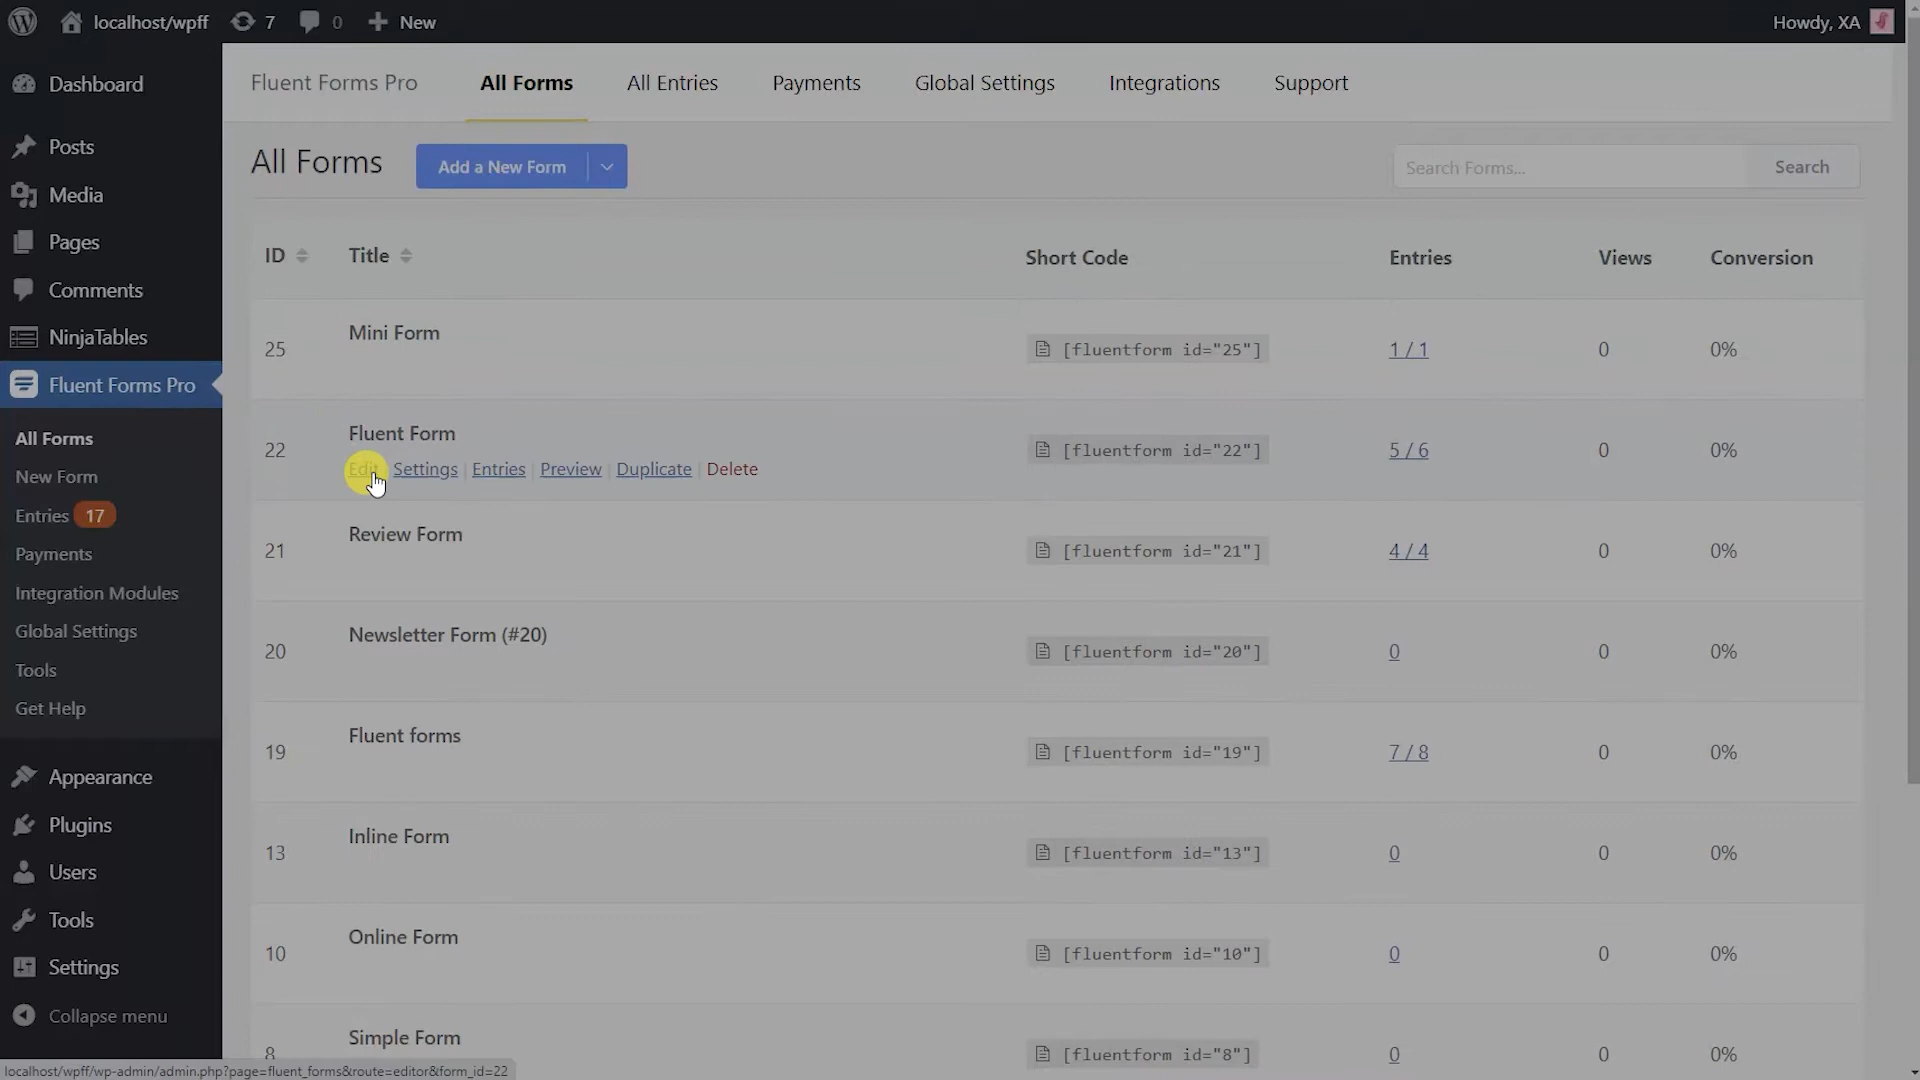 localhost/wpff 7 0 New Howdy, XA
Dashboard
Posts
Media
Pages
Comments
NinjaTables
Fluent Forms Pro
All Forms
New Form
Entries 17
Payments
Integration Modules
Global Settings
Tools
Get Help
Appearance
Plugins
Users
Tools
Settings
Collapse menu
Fluent Forms Pro All Forms All Entries Payments Global Settings Integrations Support
All Forms Add a New Form Search Forms... Search
ID Title Short Code Entries Views Conversion
25 Mini Form [fluentform id="25"] 1 / 1 0 0%
22 Fluent Form [fluentform id="22"] 5 / 6 0 0%
Edit | Settings | Entries | Preview | Duplicate | Delete
21 Review Form [fluentform id="21"] 4 / 4 0 0%
20 Newsletter Form (#20) [fluentform id="20"] 0 0 0%
19 Fluent forms [fluentform id="19"] 7 / 8 0 0%
13 Inline Form [fluentform id="13"] 0 0 0%
10 Online Form [fluentform id="10"] 0 0 0%
8 Simple Form [fluentform id="8"] 0 0 0%
localhost/wpff/wp-admin/admin.php?page=fluent_forms&route=editor&form_id=22